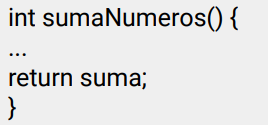 int sumaNumeros() {
...
return suma;
}